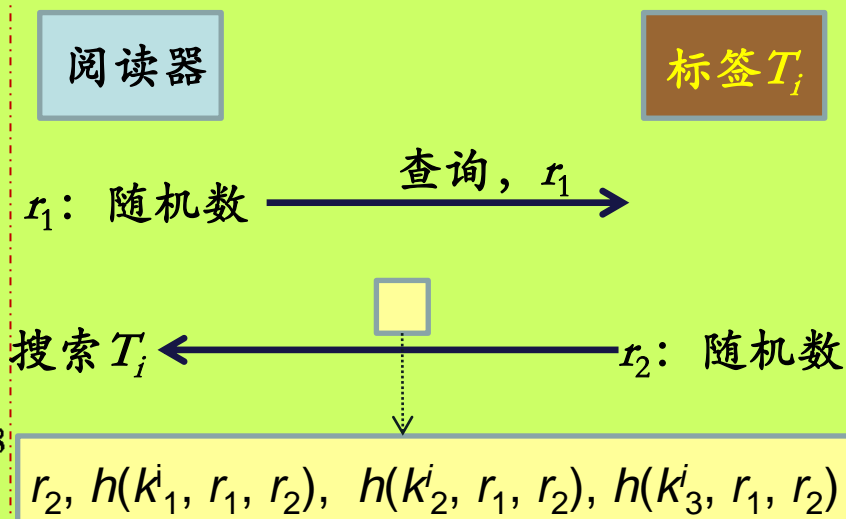 阅读器
标签Tᵢ
查询，r₁
r₁：随机数
搜索Tᵢ
r₂：随机数
r₂, h(kⁱ₁, r₁, r₂), h(kⁱ₂, r₁, r₂), h(kⁱ₃, r₁, r₂)